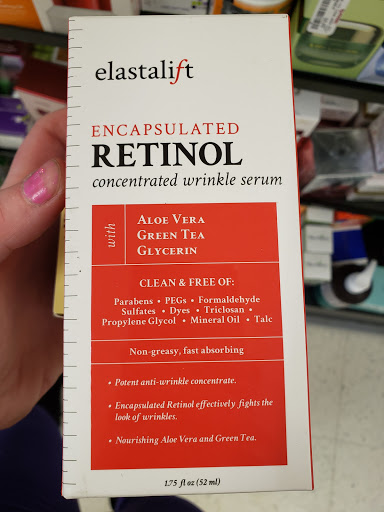 elastalift
ENCAPSULATED
RETINOL
concentrated wrinkle serum
with
ALOE VERA
GREEN TEA
GLYCERIN
CLEAN & FREE OF:
Parabens • PEGs • Formaldehyde
Sulfates • Dyes • Triclosan •
Propylene Glycol • Mineral Oil • Talc
Non-greasy, fast absorbing
• Potent anti-wrinkle concentrate.
• Encapsulated Retinol effectively fights the
look of wrinkles.
• Nourishing Aloe Vera and Green Tea.
1.75 fl oz (52 ml)